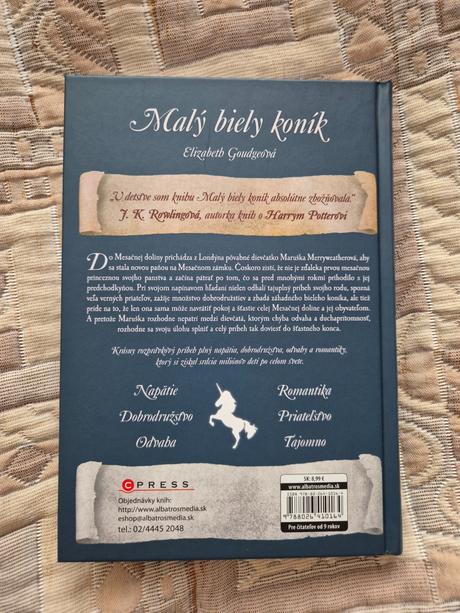 Malý biely koník
Elizabeth Goudgeová
„V detstve som knihu Malý biely koník absolútne zbožňovala.“
J. K. Rowlingová, autorka kníh o Harrym Potterovi
Do Mesačnej doliny prichádza z Londýna pôvabné dievčatko Maruška Merryweatherová, aby
sa stala novou paňou na Mesačnom zámku. Čoskoro zistí, že nie je zďaleka prvou mesačnou
princeznou svojho panstva a začína pátrať po tom, čo sa pred mnohými rokmi prihodilo s jej
predchodkyňou. Pri svojom napínavom hľadaní nielen odhalí tajuplný príbeh svojho rodu, spozná
veľa verných priateľov, zažije množstvo dobrodružstiev a zbadá záhadného bieleho koníka, ale tiež
príde na to, že len ona sama môže navrátiť pokoj a šťastie celej Mesačnej doline a jej obyvateľom.
A pretože Maruška rozhodne nepatrí medzi dievčatá, ktorým chýba odvaha a duchaprítomnosť,
rozhodne sa svoju úlohu splniť a celý príbeh tak doviesť do šťastného konca.
Krásny rozprávkový príbeh plný napätia, dobrodružstva, odvahy a romantiky,
ktorý si získal srdcia miliónov detí po celom svete.
Napätie
Romantika
Dobrodružstvo
Priateľstvo
Odvaha
Tajomno
CPRESS
Objednávky kníh:
http://www.albatrosmedia.sk
eshop@albatrosmedia.sk
tel.: 02/4445 2048
SK: 8,99 €
www.albatrosmedia.sk
ISBN 978-80-264-1016-4
9788026410164
Pre čitateľov od 9 rokov